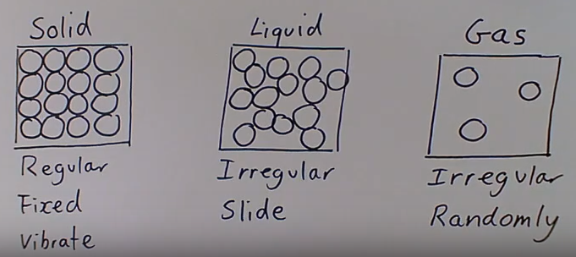 Solid
Regular
Fixed
Vibrate
Liquid
Irregular
Slide
Gas
Irregular
Randomly